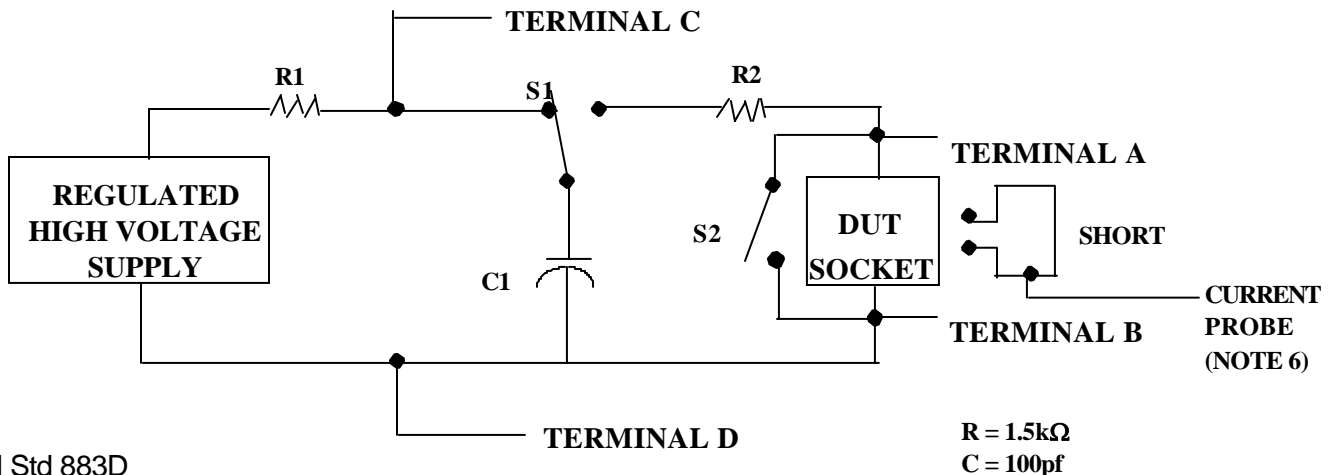 TERMINAL C
R1
S1
R2
TERMINAL A
REGULATED
HIGH VOLTAGE
SUPPLY
S2
DUT
SOCKET
SHORT
C1
CURRENT
PROBE
(NOTE 6)
TERMINAL B
TERMINAL D
R = 1.5kΩ
C = 100pf
Std 883D